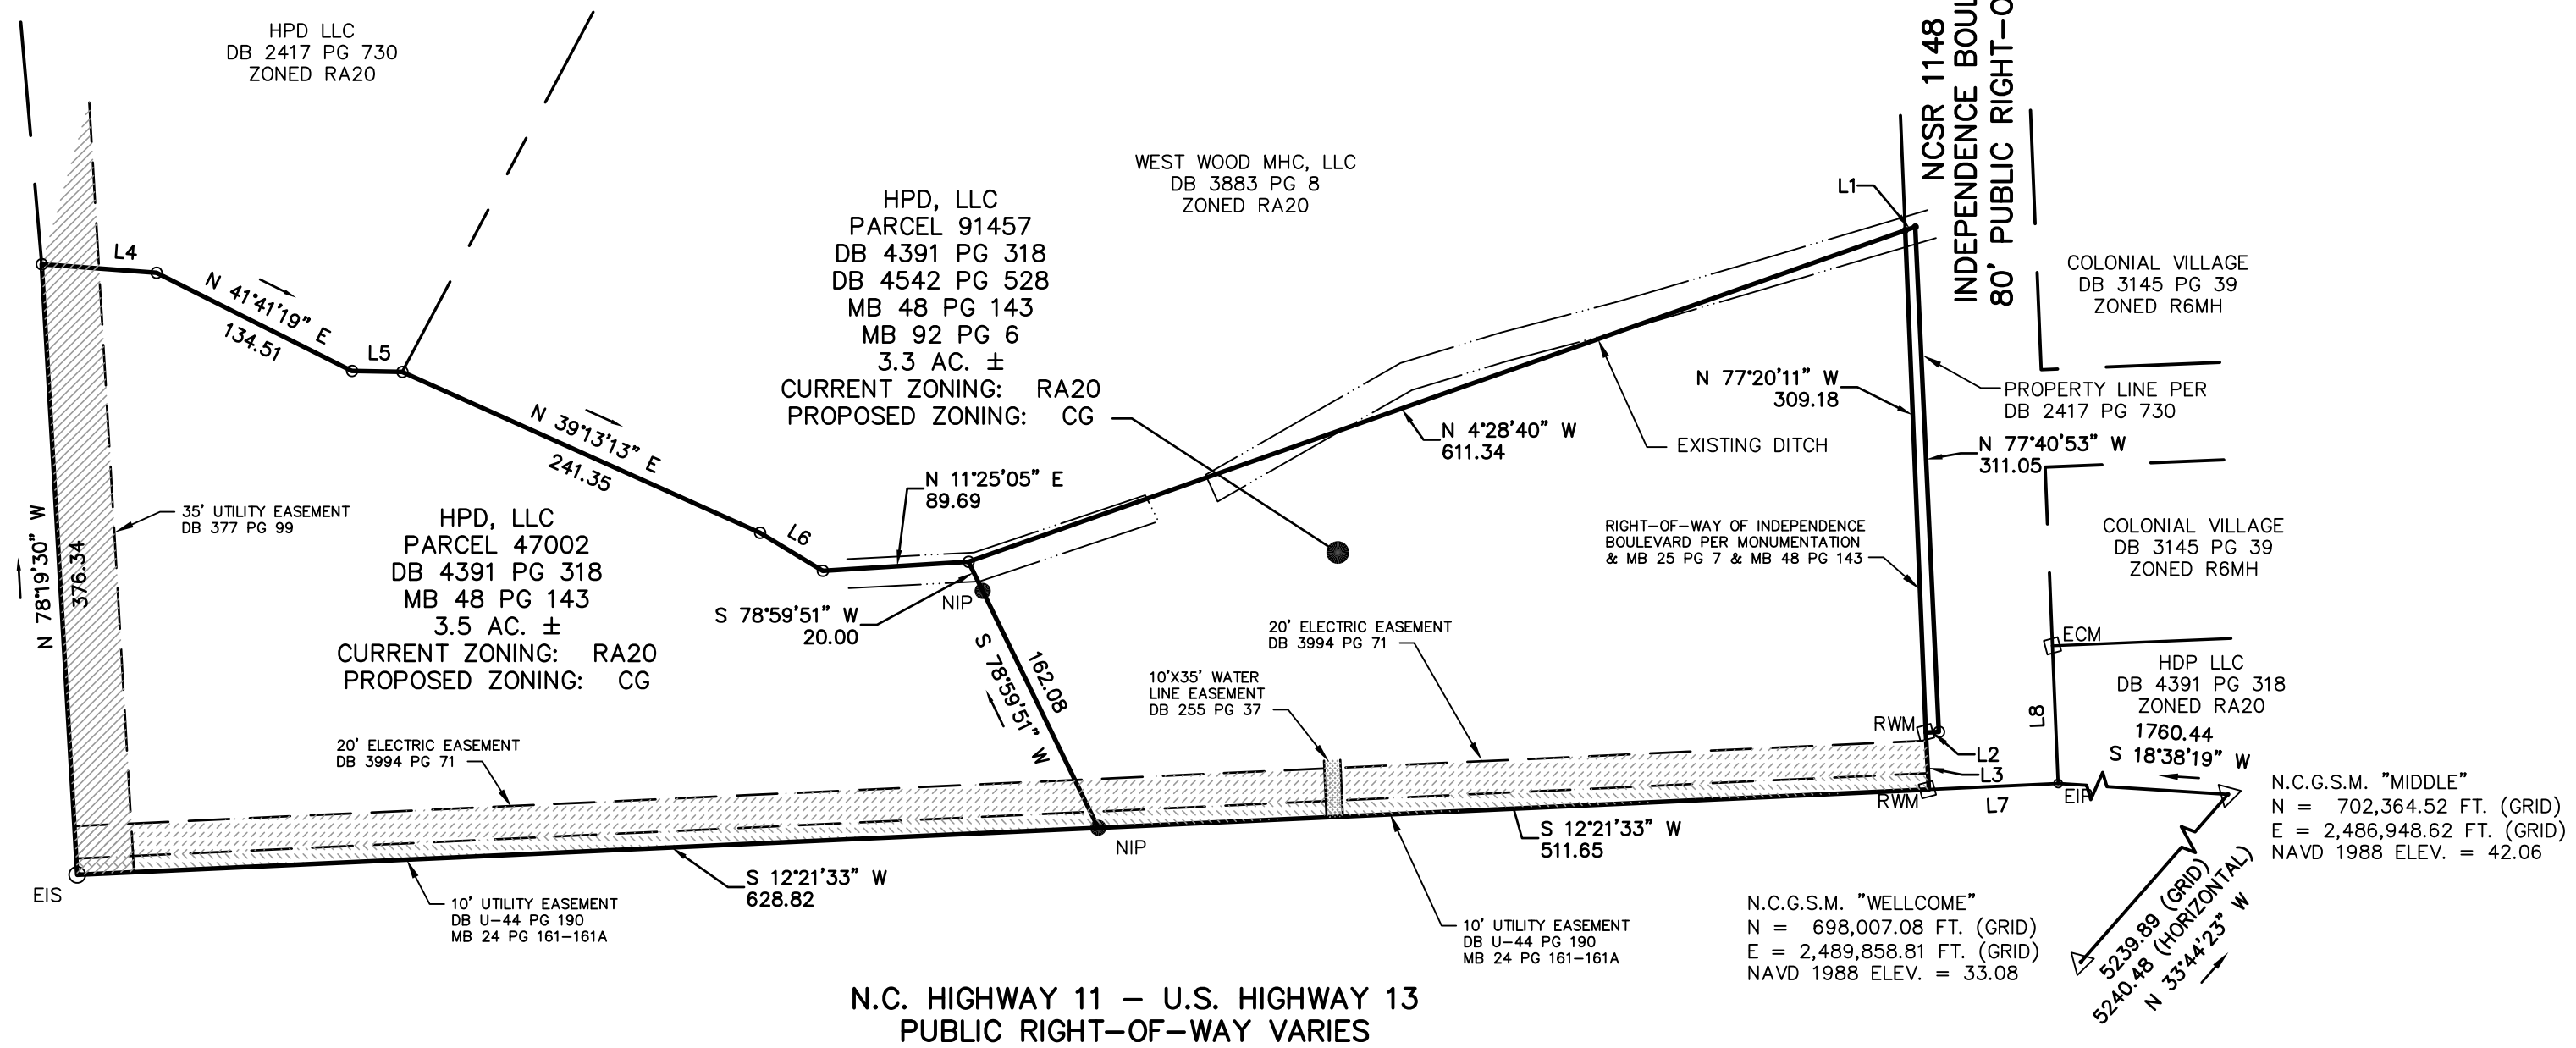 HPD LLC
DB 2417 PG 730
ZONED RA20
WEST WOOD MHC, LLC
DB 3883 PG 8
ZONED RA20
NCSR 1148
80' PUBLIC
HPD, LLC
PARCEL 91457
DB 4391 PG 318
DB 4542 PG 528
MB 48 PG 143
MB 92 PG 6
3.3 AC. ±
CURRENT ZONING: RA20
PROPOSED ZONING: CG
L1
COLONIAL VILLAGE
DB 3145 PG 39
ZONED R6MH
L4
N 41°41'19" E
134.51
L5
N 39°13'13" E
241.35
L6
N 11°25'05" E
89.69
N 4°28'40" W
611.34
EXISTING DITCH
N 77°20'11" W
309.18
PROPERTY LINE PER
DB 2417 PG 730
N 77°40'53" W
311.05
35' UTILITY EASEMENT
DB 377 PG 99
N 78°19'30" W
376.34
HPD, LLC
PARCEL 47002
DB 4391 PG 318
MB 48 PG 143
3.5 AC. ±
CURRENT ZONING: RA20
PROPOSED ZONING: CG
RIGHT-OF-WAY OF INDEPENDENCE
BOULEVARD PER MONUMENTATION
& MB 25 PG 7 & MB 48 PG 143
COLONIAL VILLAGE
DB 3145 PG 39
ZONED R6MH
NIP
S 78°59'51" W
20.00
S 78°59'51" W
162.08
20' ELECTRIC EASEMENT
DB 3994 PG 71
10'X35' WATER
LINE EASEMENT
DB 255 PG 37
ECM
HDP LLC
DB 4391 PG 318
ZONED RA20
1760.44
S 18°38'19" W
L8
RWM
L2
L3
RWM
L7
EIP
20' ELECTRIC EASEMENT
DB 3994 PG 71
N.C.G.S.M. "MIDDLE"
N = 702,364.52 FT. (GRID)
E = 2,486,948.62 FT. (GRID)
NAVD 1988 ELEV. = 42.06
NIP
S 12°21'33" W
511.65
EIS
S 12°21'33" W
628.82
10' UTILITY EASEMENT
DB U-44 PG 190
MB 24 PG 161-161A
10' UTILITY EASEMENT
DB U-44 PG 190
MB 24 PG 161-161A
N.C.G.S.M. "WELLCOME"
N = 698,007.08 FT. (GRID)
E = 2,489,858.81 FT. (GRID)
NAVD 1988 ELEV. = 33.08
5239.89 (GRID)
5240.48 (HORIZONTAL)
N 33°44'23" W
N.C. HIGHWAY 11 - U.S. HIGHWAY 13
PUBLIC RIGHT-OF-WAY VARIES